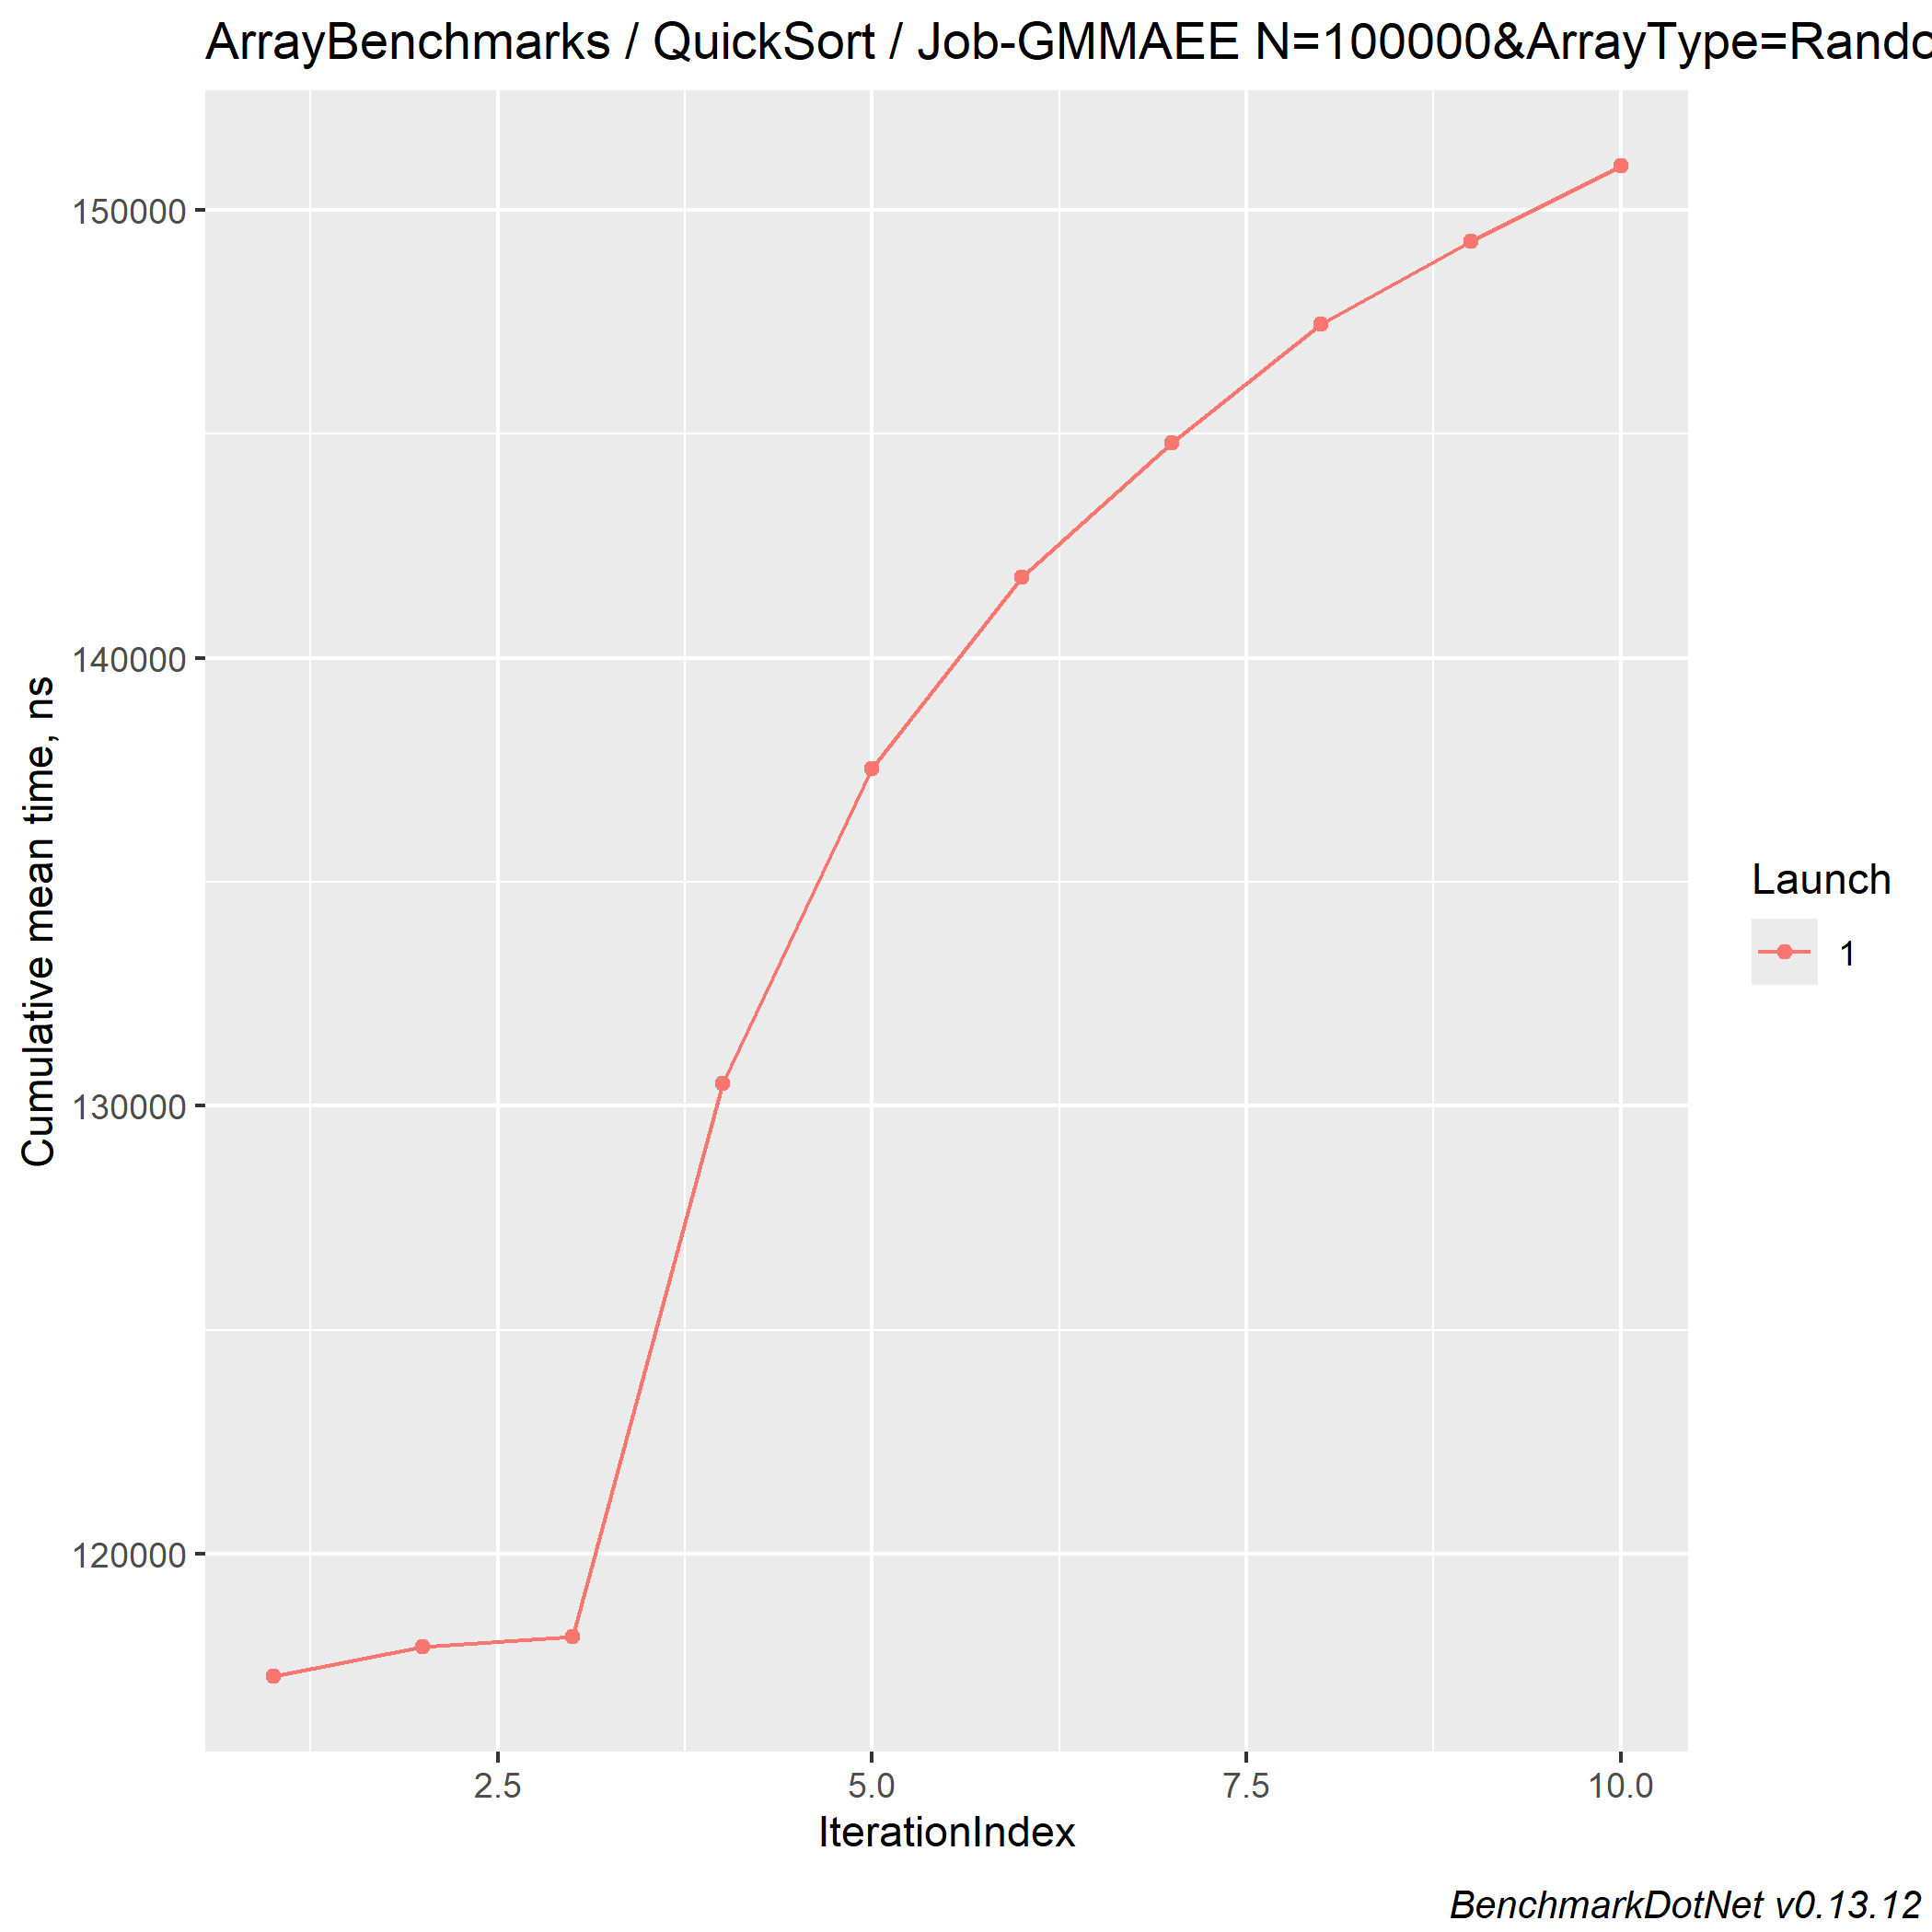 ArrayBenchmarks / QuickSort / Job-GMMAEE N=100000&ArrayType=Rando
Cumulative mean time, ns
150000
140000
130000
120000
2.5 5.0 7.5 10.0
IterationIndex
Launch
1
BenchmarkDotNet v0.13.12